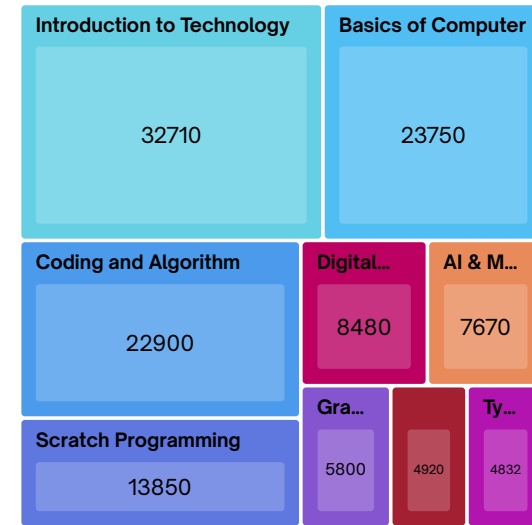 Introduction to Technology
32710
Basics of Computer
23750
Coding and Algorithm
22900
Scratch Programming
13850
Digital...
8480
AI & M...
7670
Gra...
5800
4920
Ty...
4832